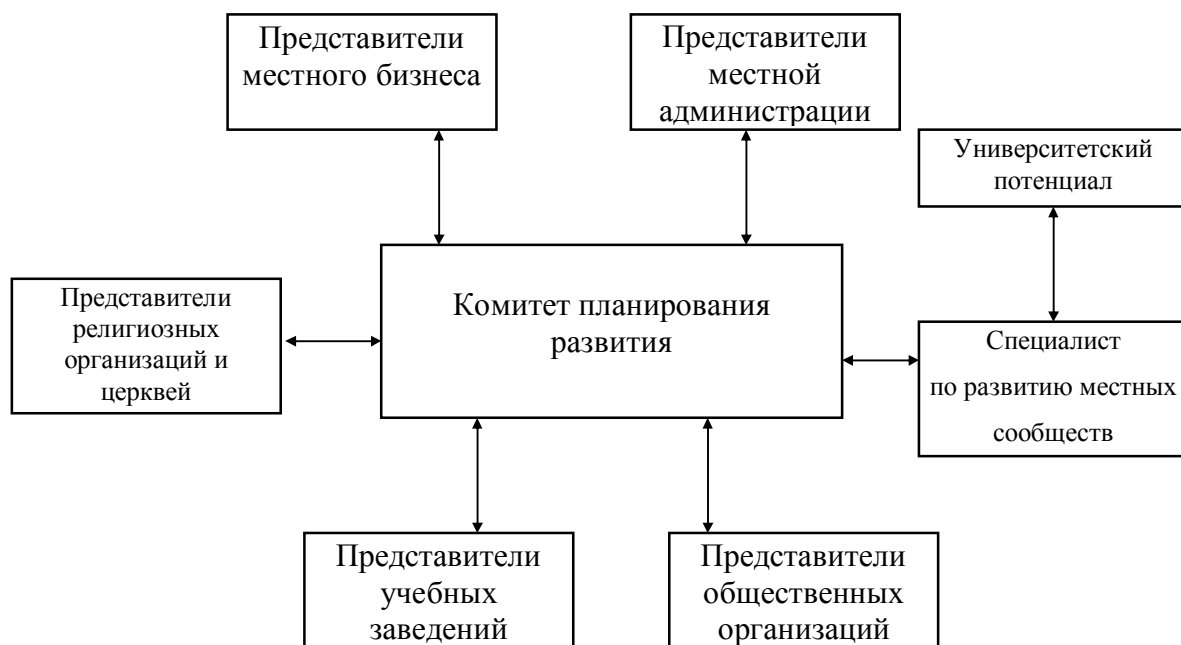 Представители
местного бизнеса
Представители
местной
администрации
Университетский
потенциал
Представители
религиозных
организаций и
церквей
Комитет планирования
развития
Специалист
по развитию местных
сообществ
Представители
учебных
заведений
Представители
общественных
организаций